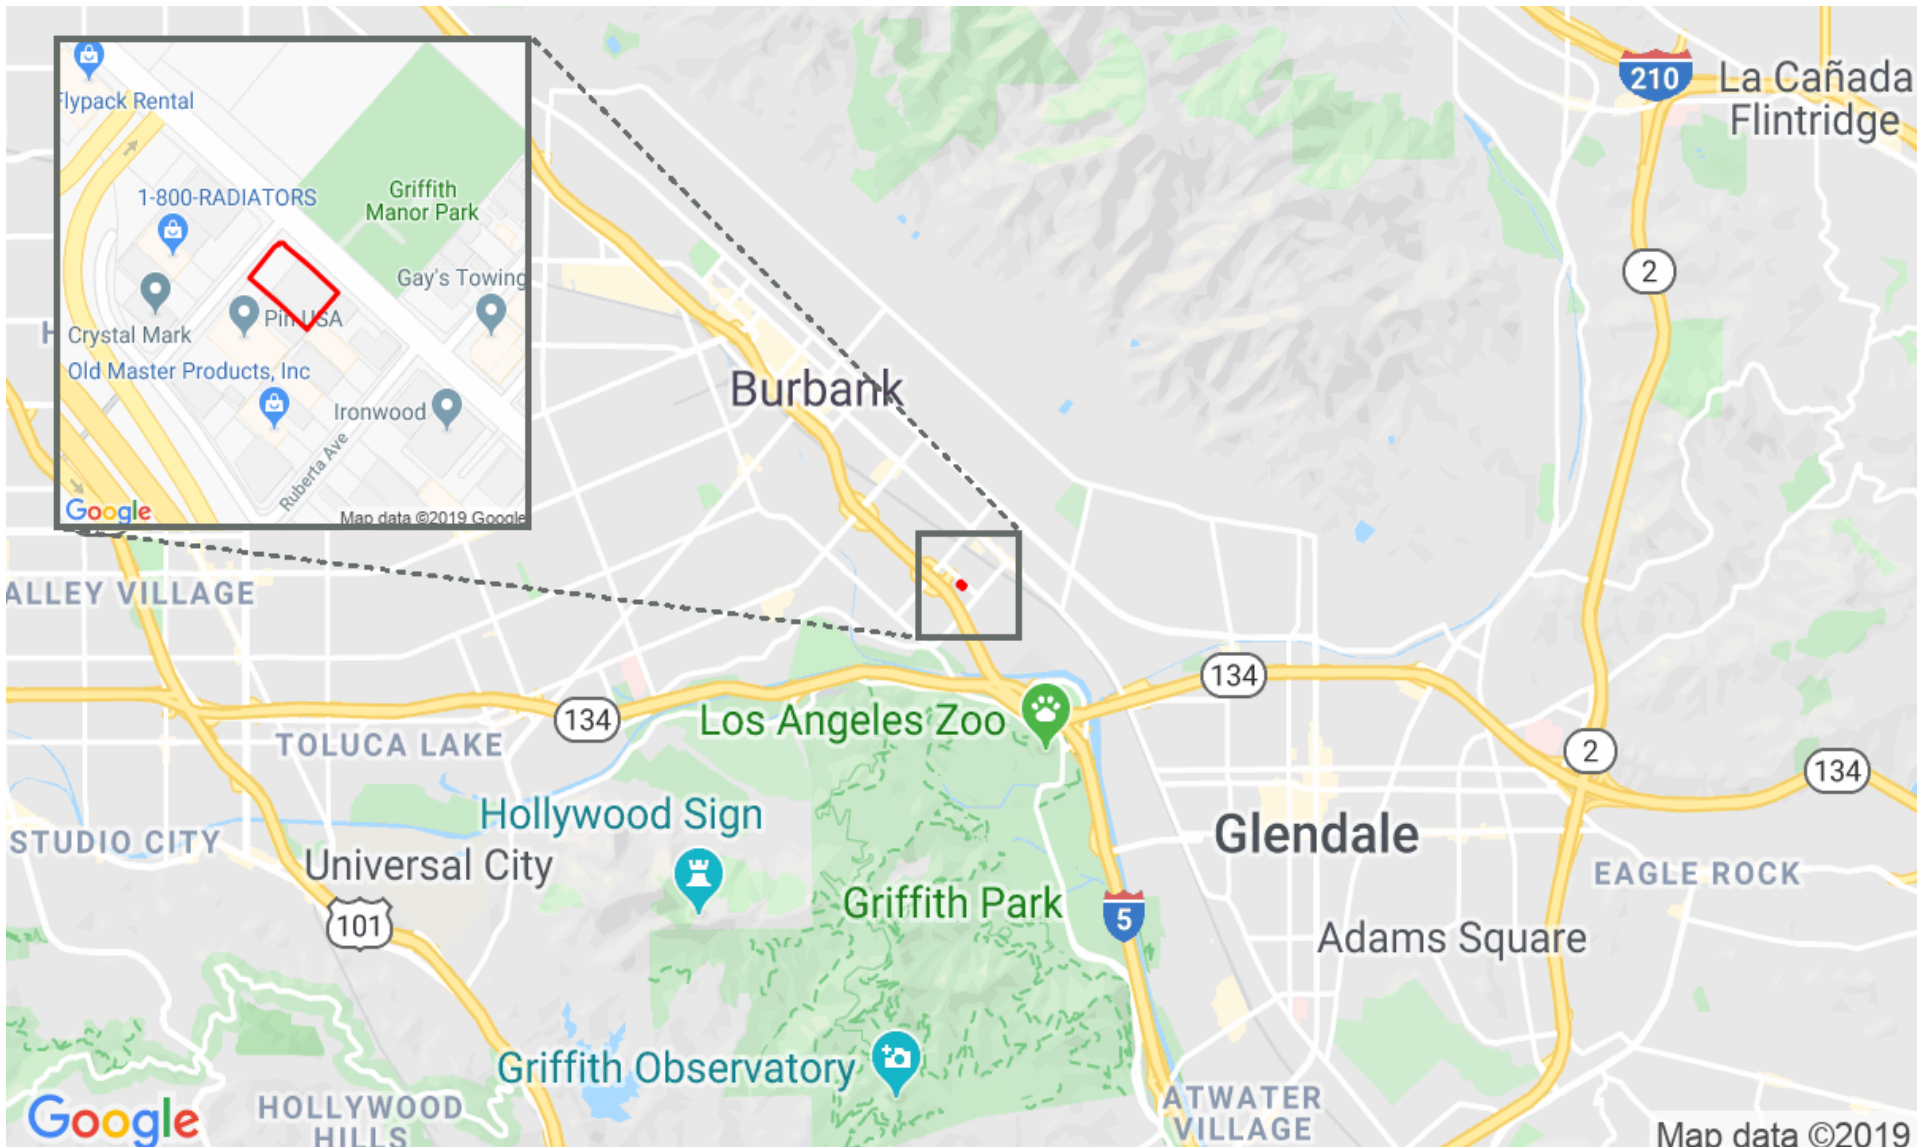 Flypack Rental
1-800-RADIATORS
Griffith
Manor Park
Gay's Towing
Crystal Mark
Pin USA
Old Master Products, Inc
Ironwood
Ruberta Ave
Google
Map data ©2019 Google
210
La Cañada
Flintridge
2
Burbank
ALLEY VILLAGE
134
134
Los Angeles Zoo
TOLUCA LAKE
2
134
Hollywood Sign
STUDIO CITY
Universal City
Glendale
EAGLE ROCK
Griffith Park
5
101
Adams Square
Griffith Observatory
ATWATER
VILLAGE
HOLLYWOOD
HILLS
Google
Map data ©2019